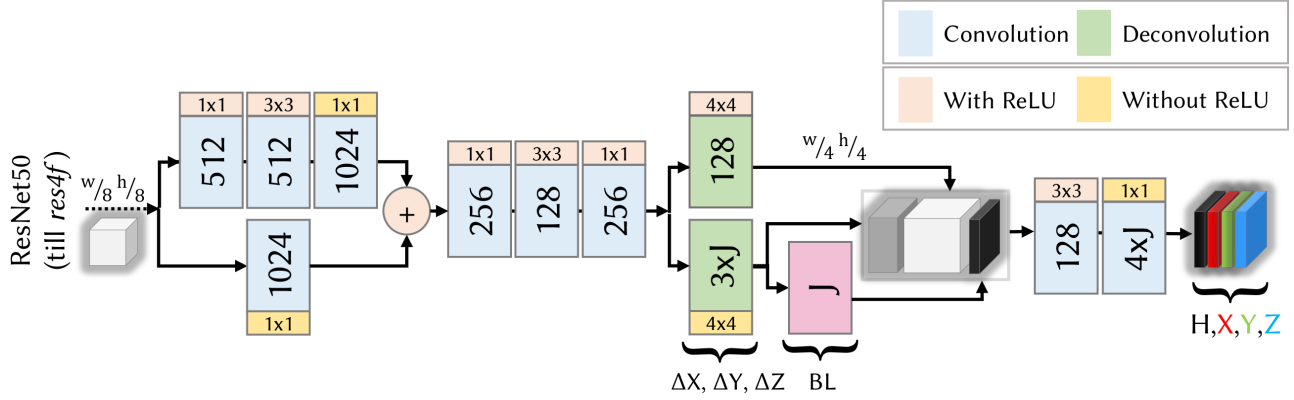 Convolution
Deconvolution
With ReLU
Without ReLU
ResNet50
(till res4f)
w/8 h/8
1x1
512
3x3
512
1x1
1024
1024
1x1
+
1x1
256
3x3
128
1x1
256
4x4
128
3xJ
4x4
J
w/4 h/4
3x3
128
1x1
4xJ
H,X,Y,Z
ΔX, ΔY, ΔZ
BL